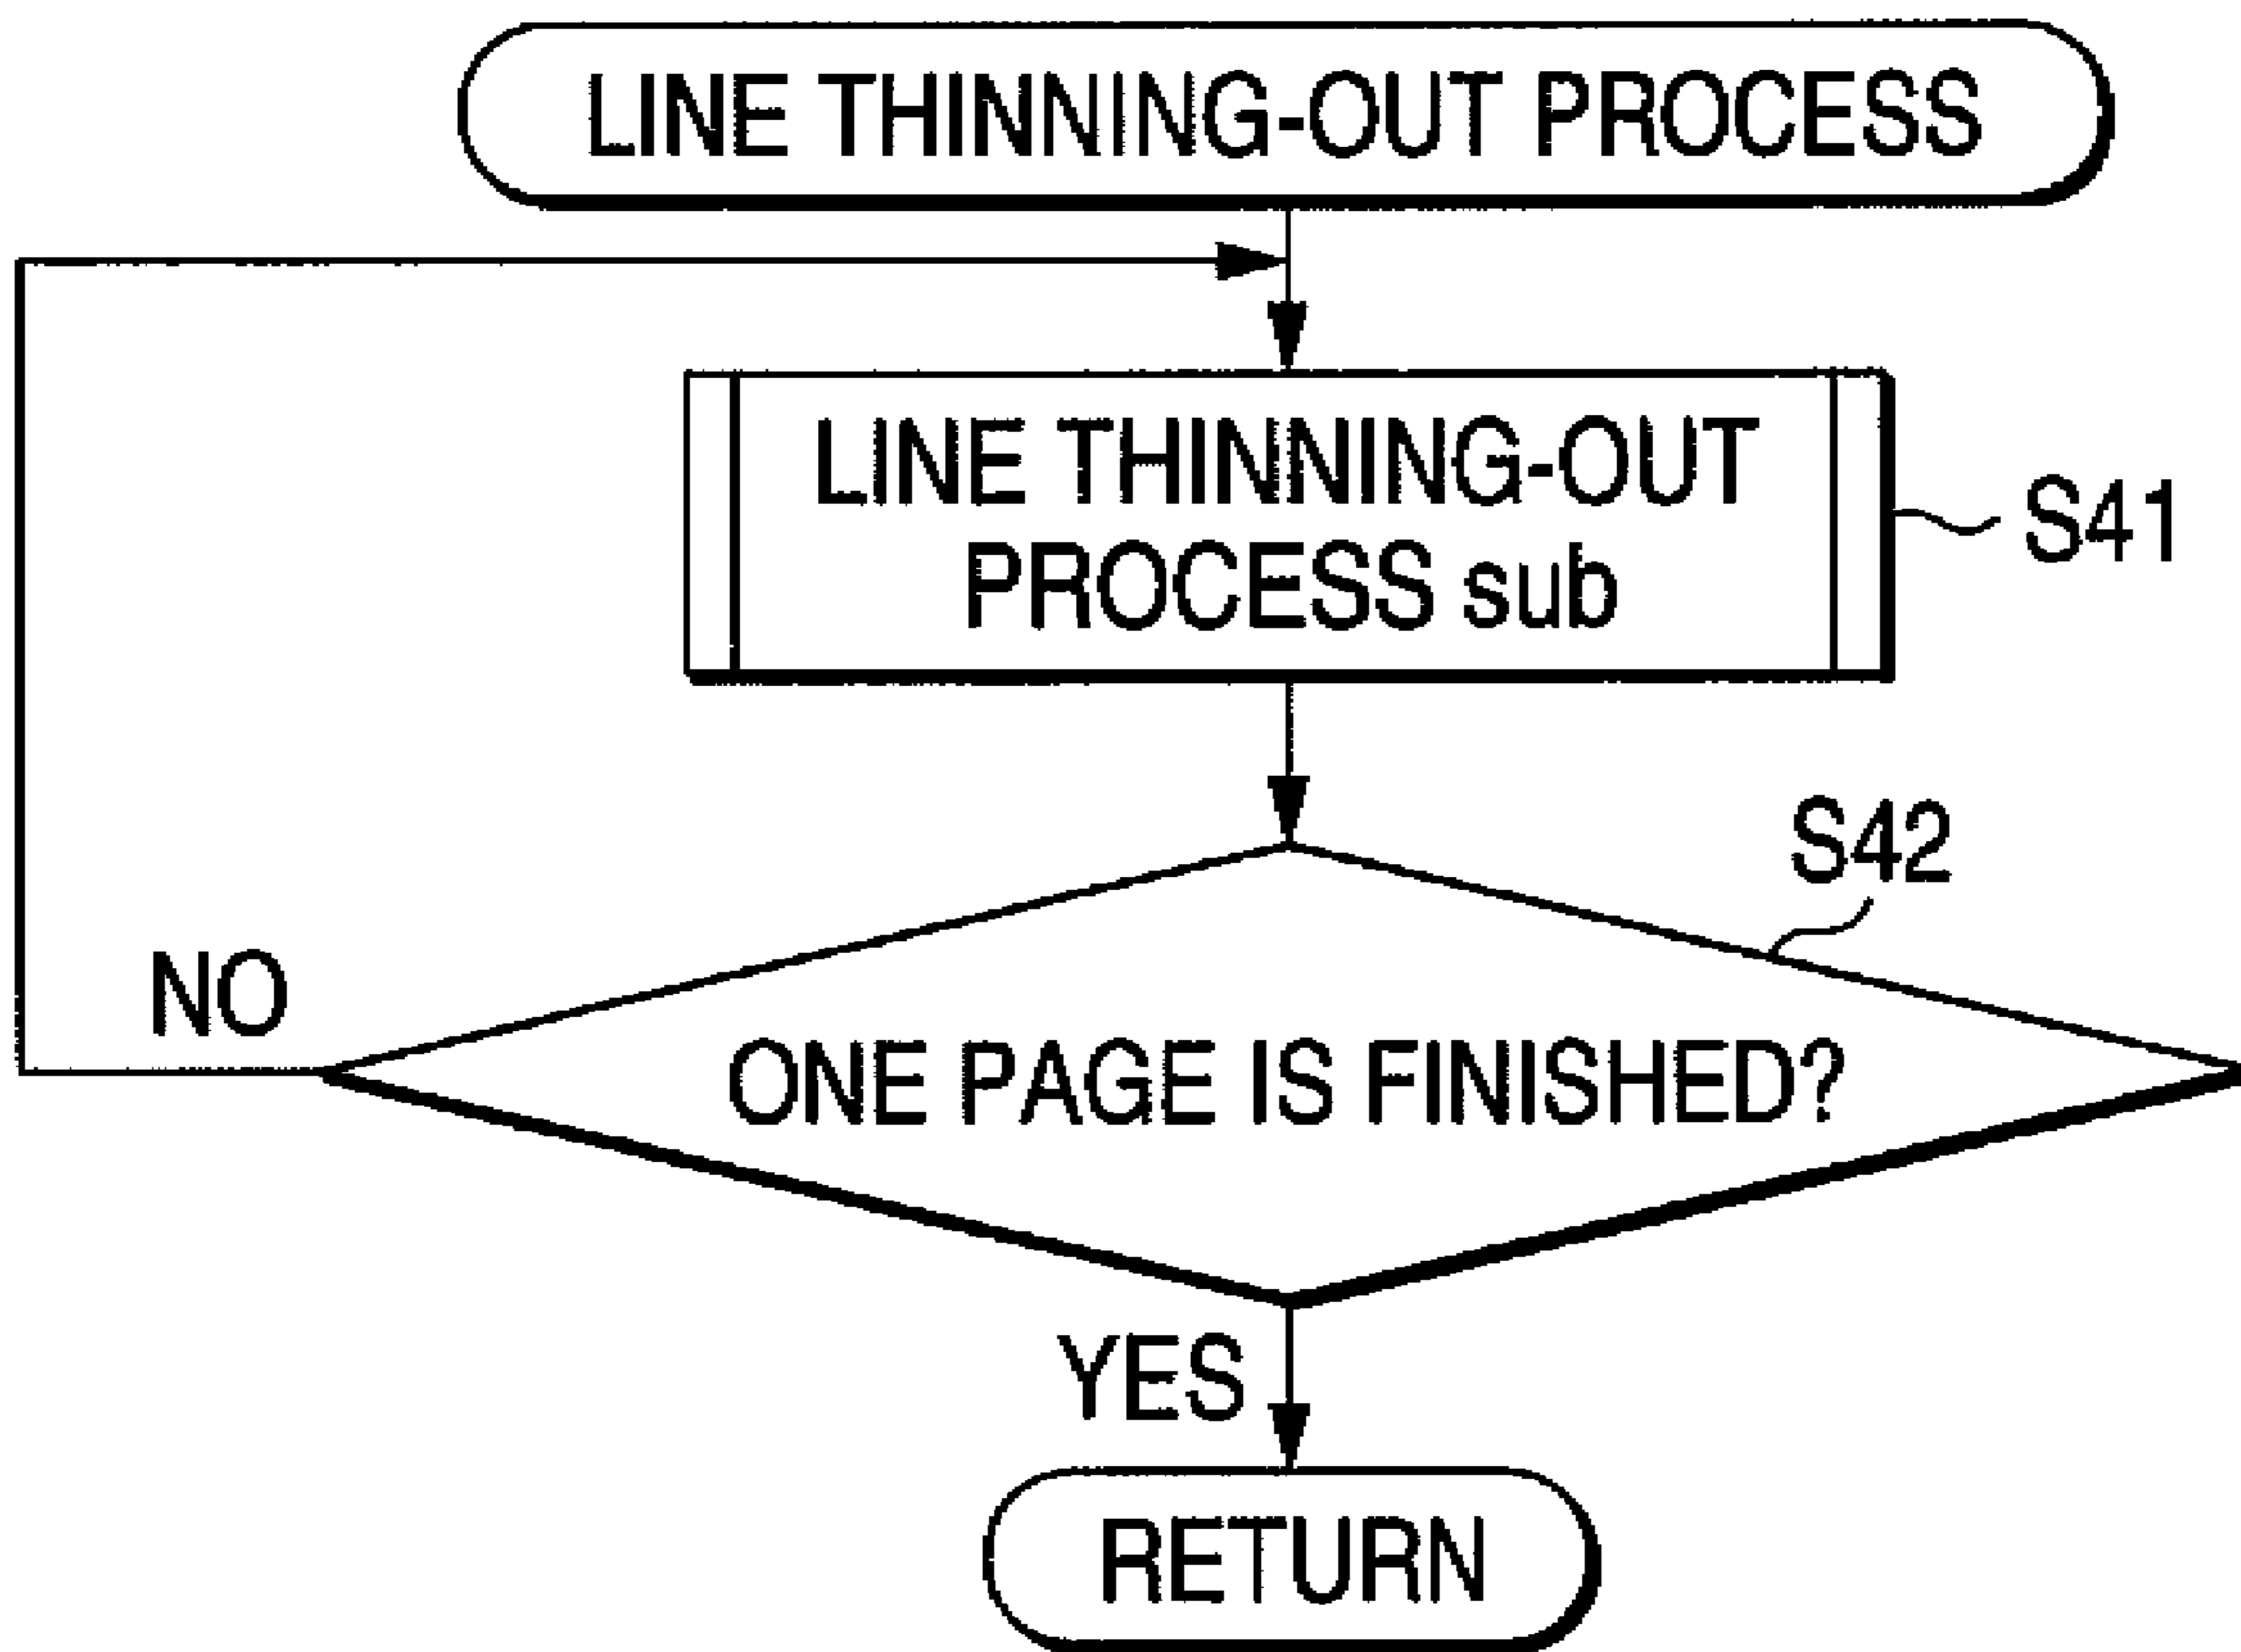 LINE THINNING-OUT PROCESS
LINE THINNING-OUT
PROCESS sub
S41
S42
NO
ONE PAGE IS FINISHED?
YES
RETURN